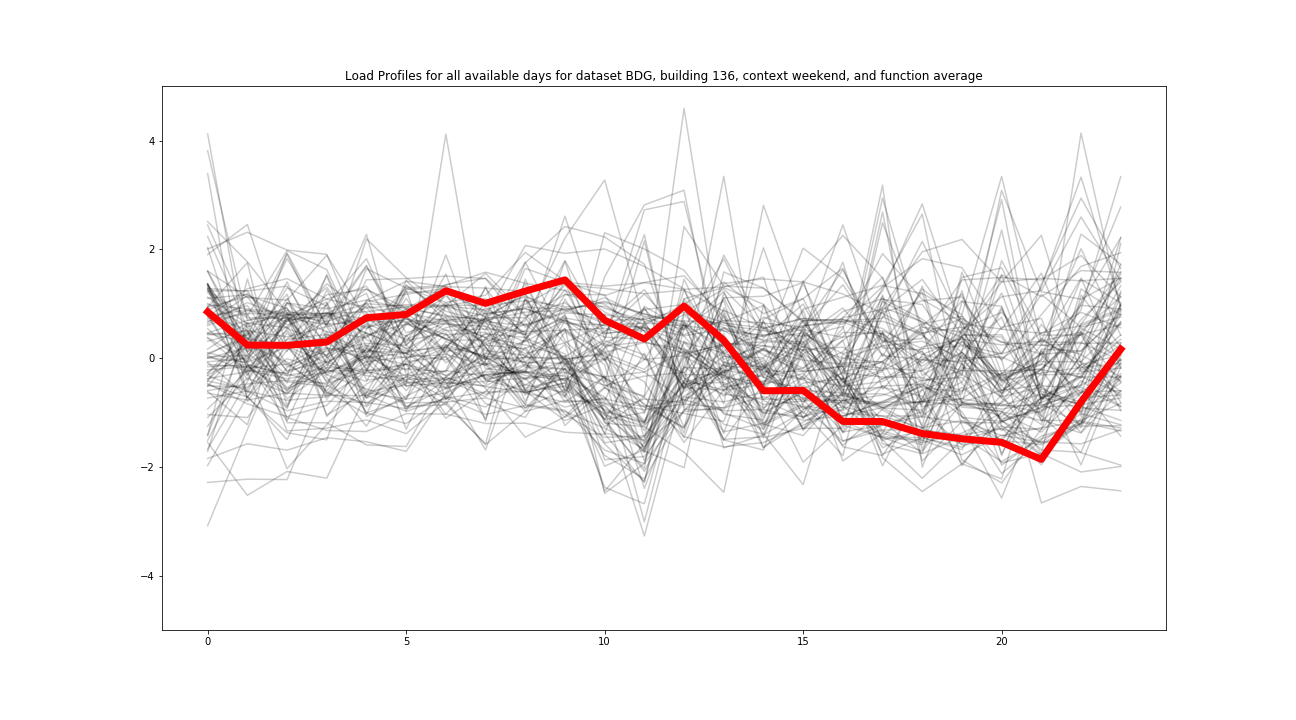 Load Profiles for all available days for dataset BDG, building 136, context weekend, and function average
4
2
0
−2
−4
0 5 10 15 20